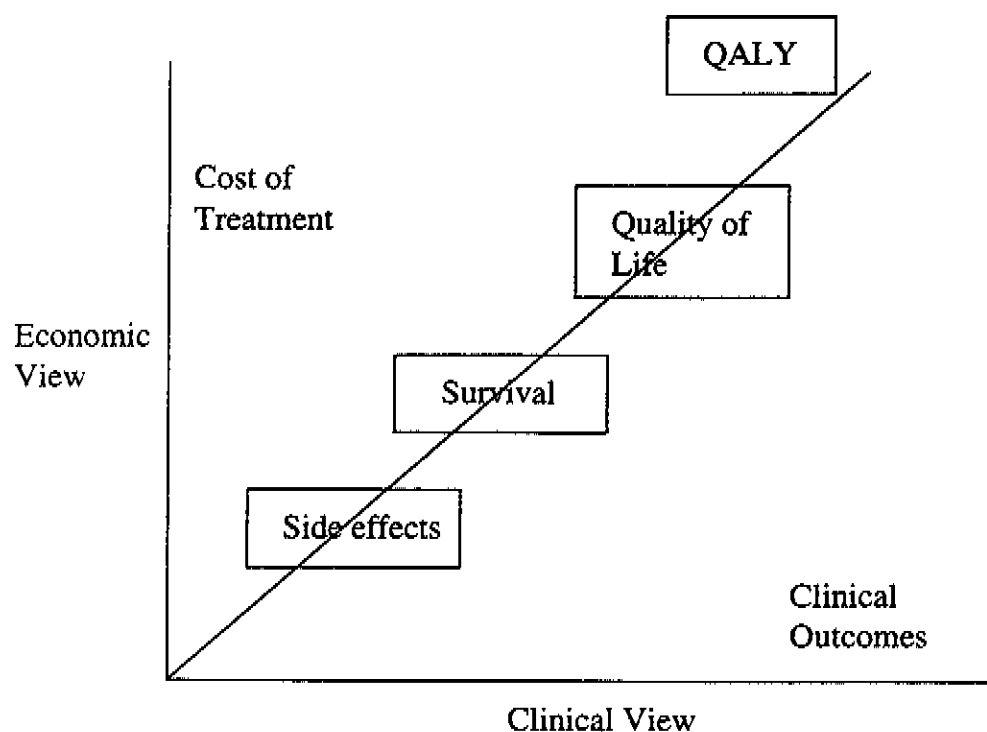 QALY
Cost of
Treatment
Quality of
Life
Economic
View
Survival
Side effects
Clinical
Outcomes
Clinical View